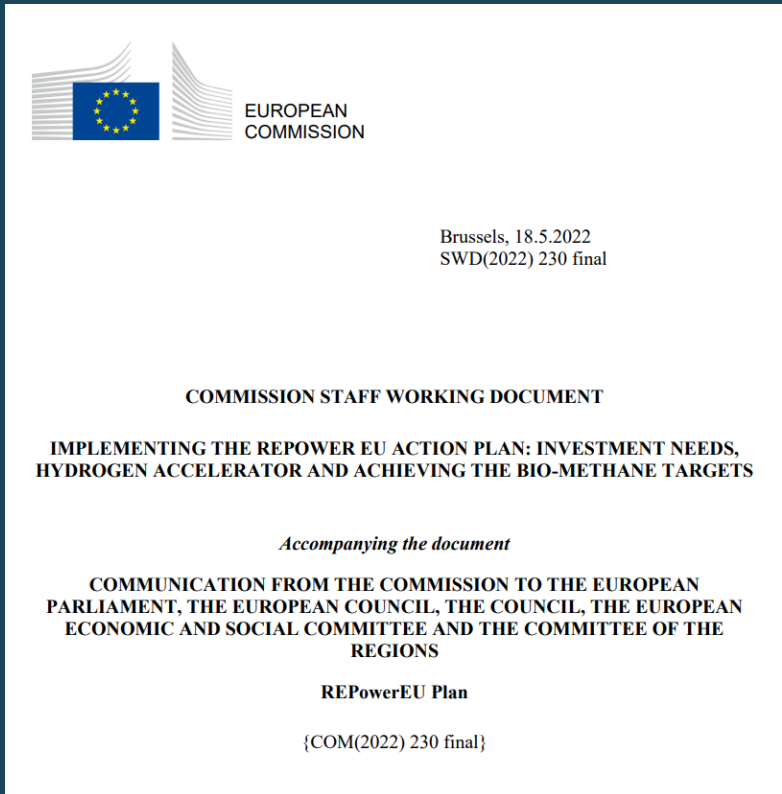 EUROPEAN
COMMISSION
Brussels, 18.5.2022
SWD(2022) 230 final
COMMISSION STAFF WORKING DOCUMENT
IMPLEMENTING THE REPOWER EU ACTION PLAN: INVESTMENT NEEDS,
HYDROGEN ACCELERATOR AND ACHIEVING THE BIO-METHANE TARGETS
Accompanying the document
COMMUNICATION FROM THE COMMISSION TO THE EUROPEAN
PARLIAMENT, THE EUROPEAN COUNCIL, THE COUNCIL, THE EUROPEAN
ECONOMIC AND SOCIAL COMMITTEE AND THE COMMITTEE OF THE
REGIONS
REPowerEU Plan
{COM(2022) 230 final}